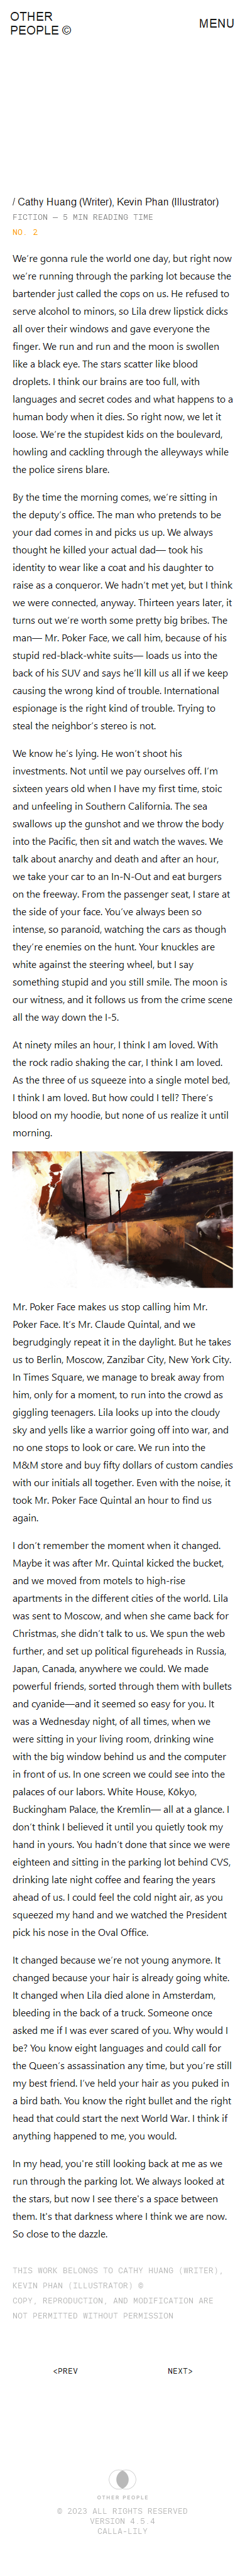 OTHER
PEOPLE ©
MENU
/ Cathy Huang (Writer), Kevin Phan (Illustrator)
FICTION — 5 MIN READING TIME
NO. 2
We're gonna rule the world one day, but right now
we're running through the parking lot because the
bartender just called the cops on us. He refused to
serve alcohol to minors, so Lila drew lipstick dicks
all over their windows and gave everyone the
finger. We run and run and the moon is swollen
like a black eye. The stars scatter like blood
droplets. I think our brains are too full, with
languages and secret codes and what happens to a
human body when it dies. So right now, we let it
loose. We're the stupidest kids on the boulevard,
howling and cackling through the alleyways while
the police sirens blare.
By the time the morning comes, we're sitting in
the deputy's office. The man who pretends to be
your dad comes in and picks us up. We always
thought he killed your actual dad— took his
identity to wear like a coat and his daughter to
raise as a conqueror. We hadn't met yet, but I think
we were connected, anyway. Thirteen years later, it
turns out we're worth some pretty big bribes. The
man— Mr. Poker Face, we call him, because of his
stupid red-black-white suits— loads us into the
back of his SUV and says he'll kill us all if we keep
causing the wrong kind of trouble. International
espionage is the right kind of trouble. Trying to
steal the neighbor's stereo is not.
We know he's lying. He won't shoot his
investments. Not until we pay ourselves off. I'm
sixteen years old when I have my first time, stoic
and unfeeling in Southern California. The sea
swallows up the gunshot and we throw the body
into the Pacific, then sit and watch the waves. We
talk about anarchy and death and after an hour,
we take your car to an In-N-Out and eat burgers
on the freeway. From the passenger seat, I stare at
the side of your face. You've always been so
intense, so paranoid, watching the cars as though
they're enemies on the hunt. Your knuckles are
white against the steering wheel, but I say
something stupid and you still smile. The moon is
our witness, and it follows us from the crime scene
all the way down the I-5.
At ninety miles an hour, I think I am loved. With
the rock radio shaking the car, I think I am loved.
As the three of us squeeze into a single motel bed,
I think I am loved. But how could I tell? There's
blood on my hoodie, but none of us realize it until
morning.
Mr. Poker Face makes us stop calling him Mr.
Poker Face. It's Mr. Claude Quintal, and we
begrudgingly repeat it in the daylight. But he takes
us to Berlin, Moscow, Zanzibar City, New York City.
In Times Square, we manage to break away from
him, only for a moment, to run into the crowd as
giggling teenagers. Lila looks up into the cloudy
sky and yells like a warrior going off into war, and
no one stops to look or care. We run into the
M&M store and buy fifty dollars of custom candies
with our initials all together. Even with the noise, it
took Mr. Poker Face Quintal an hour to find us
again.
I don't remember the moment when it changed.
Maybe it was after Mr. Quintal kicked the bucket,
and we moved from motels to high-rise
apartments in the different cities of the world. Lila
was sent to Moscow, and when she came back for
Christmas, she didn't talk to us. We spun the web
further, and set up political figureheads in Russia,
Japan, Canada, anywhere we could. We made
powerful friends, sorted through them with bullets
and cyanide—and it seemed so easy for you. It
was a Wednesday night, of all times, when we
were sitting in your living room, drinking wine
with the big window behind us and the computer
in front of us. In one screen we could see into the
palaces of our labors. White House, Kōkyo,
Buckingham Palace, the Kremlin— all at a glance. I
don't think I believed it until you quietly took my
hand in yours. You hadn't done that since we were
eighteen and sitting in the parking lot behind CVS,
drinking late night coffee and fearing the years
ahead of us. I could feel the cold night air, as you
squeezed my hand and we watched the President
pick his nose in the Oval Office.
It changed because we're not young anymore. It
changed because your hair is already going white.
It changed when Lila died alone in Amsterdam,
bleeding in the back of a truck. Someone once
asked me if I was ever scared of you. Why would I
be? You know eight languages and could call for
the Queen's assassination any time, but you're still
my best friend. I've held your hair as you puked in
a bird bath. You know the right bullet and the right
head that could start the next World War. I think if
anything happened to me, you would.
In my head, you're still looking back at me as we
run through the parking lot. We always looked at
the stars, but now I see there's a space between
them. It's that darkness where I think we are now.
So close to the dazzle.
THIS WORK BELONGS TO CATHY HUANG (WRITER),
KEVIN PHAN (ILLUSTRATOR) ©
COPY, REPRODUCTION, AND MODIFICATION ARE
NOT PERMITTED WITHOUT PERMISSION
<PREV
NEXT>
OTHER PEOPLE
© 2023 ALL RIGHTS RESERVED
VERSION 4.5.4
CALLA-LILY